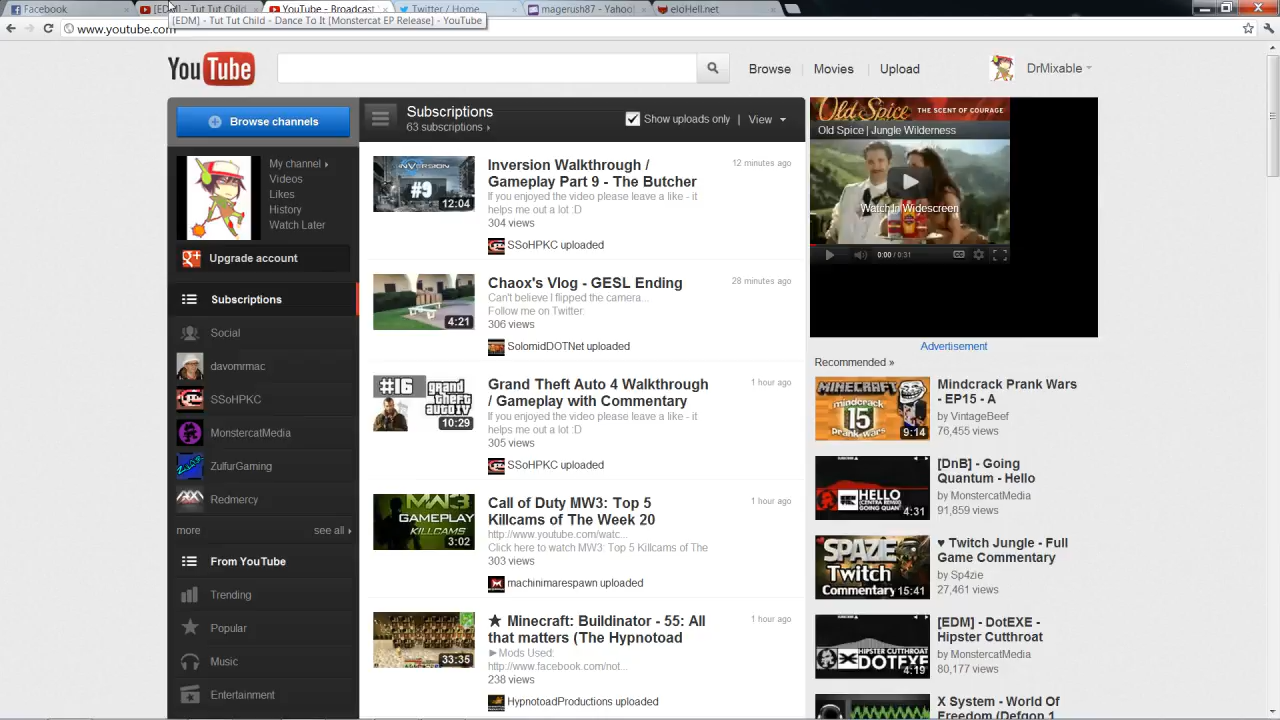 Facebook
[EDM] - Tut Tut Child
YouTube - Broadcast
Twitter / Home
magerush87 - Yahoo!
eloHell.net
[EDM] - Tut Tut Child - Dance To It [Monstercat EP Release] - YouTube
www.youtube.com
YouTube
Browse
Movies
Upload
DrMixable
Browse channels
My channel
Videos
Likes
History
Watch Later
Upgrade account
Subscriptions
Social
davomrmac
SSoHPKC
MonstercatMedia
ZulfurGaming
Redmercy
more
see all
From YouTube
Trending
Popular
Music
Entertainment
Subscriptions
63 subscriptions
Show uploads only
View
INVERSION
#9
12:04
Inversion Walkthrough /
Gameplay Part 9 - The Butcher
If you enjoyed the video please leave a like - it
helps me out a lot :D
304 views
SSoHPKC uploaded
12 minutes ago
4:21
Chaox's Vlog - GESL Ending
Can't believe I flipped the camera...
Follow me on Twitter:
306 views
SolomidDOTNet uploaded
28 minutes ago
#16
grand
theft
auto IV
10:29
Grand Theft Auto 4 Walkthrough
/ Gameplay with Commentary
If you enjoyed the video please leave a like - it
helps me out a lot :D
305 views
SSoHPKC uploaded
1 hour ago
MW3
GAMEPLAY
KILLCAMS
3:02
Call of Duty MW3: Top 5
Killcams of The Week 20
http://www.youtube.com/watc...
Click here to watch MW3: Top 5 Killcams of The
303 views
machinimarespawn uploaded
1 hour ago
33:35
★ Minecraft: Buildinator - 55: All
that matters (The Hypnotoad
►Mods Used:
http://www.facebook.com/not...
238 views
HypnotoadProductions uploaded
1 hour ago
Old Spice
THE SCENT OF COURAGE
Old Spice | Jungle Wilderness
Watch In Widescreen
0:00 / 0:31
Advertisement
Recommended »
MINECRAFT
mindcrack
15
Prank wars
9:14
Mindcrack Prank Wars
- EP15 - A
by VintageBeef
76,455 views
HELLO
(CENTRA REMIX)
GOING QUAN
4:31
[DnB] - Going
Quantum - Hello
by MonstercatMedia
91,859 views
SPAZIE
Twitch
Commentary
15:41
♥ Twitch Jungle - Full
Game Commentary
by Sp4zie
27,461 views
HIPSTER CUTTHROAT
DOTEXE
4:19
[EDM] - DotEXE -
Hipster Cutthroat
by MonstercatMedia
80,177 views
X System - World Of
Freedom (Defqon 1